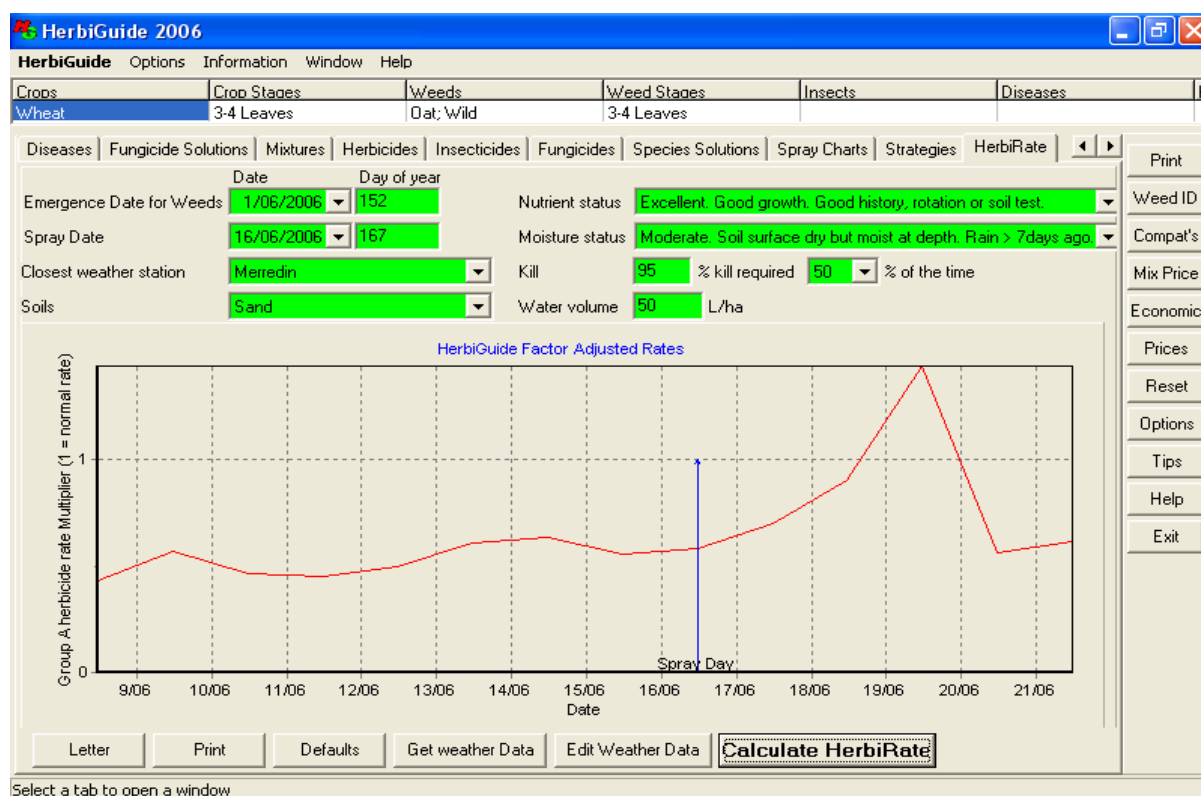 HerbiGuide 2006
HerbiGuide Options Information Window Help
Crops Crop Stages Weeds Weed Stages Insects Diseases
Wheat 3-4 Leaves Oat; Wild 3-4 Leaves
Diseases Fungicide Solutions Mixtures Herbicides Insecticides Fungicides Species Solutions Spray Charts Strategies HerbiRate
Print
Weed ID
Compat's
Mix Price
Economic
Prices
Reset
Options
Tips
Help
Exit
Date Day of year
Emergence Date for Weeds 1/06/2006 152 Nutrient status Excellent. Good growth. Good history, rotation or soil test.
Spray Date 16/06/2006 167 Moisture status Moderate. Soil surface dry but moist at depth. Rain > 7days ago.
Closest weather station Merredin Kill 95 % kill required 50 % of the time
Soils Sand Water volume 50 L/ha
HerbiGuide Factor Adjusted Rates
Group A herbicide rate Multiplier (1 = normal rate)
1
0
Spray Day
9/06 10/06 11/06 12/06 13/06 14/06 15/06 16/06 17/06 18/06 19/06 20/06 21/06
Date
Letter Print Defaults Get weather Data Edit Weather Data Calculate HerbiRate
Select a tab to open a window